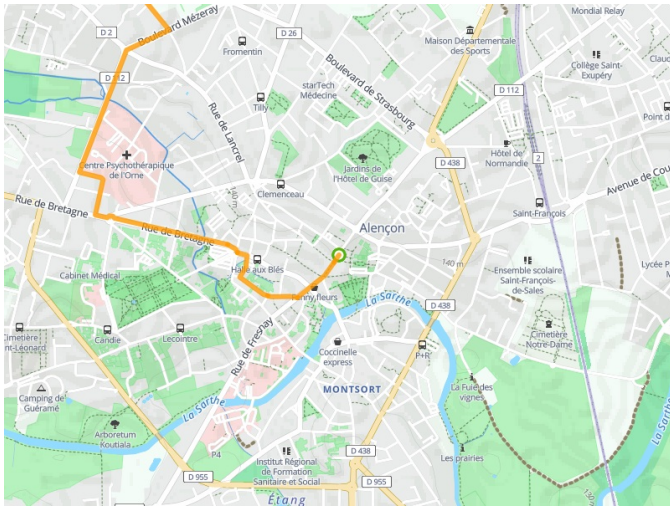 D 2
Boulevard Mézeray
D 26
Fromentin
Maison Départementale
des Sports
Mondial Relay
Collège Saint-
Exupéry
Boulevard de Strasbourg
starTech
Médecine
Tilly
D 112
D 112
Rue de Lancrel
Centre Psychothérapique
de l'Orne
Jardins de
l'Hôtel de Guise
D 438
Hôtel de
Normandie
2
Clemenceau
140 m
Avenue de Cou
Saint-François
Rue de Bretagne
Rue de Bretagne
Alençon
140 m
Halle aux Blés
Cabinet Médical
Ensemble scolaire
Saint-François-
de-Sales
Lycée P
La Sarthe
D 438
Cimetière
nt-Léonard
Candie
Lecointre
Rue de Fresnay
Coccinelle
express
P+R
Cimetière
Notre-Dame
MONTSORT
La Fuie des
vignes
Camping de
Guéramé
La Sarthe
Arboretum
Koutiala
P4
D 438
Les prairies
Institut Régional
de Formation
Sanitaire et Social
D 955
D 955
Étang
130 m